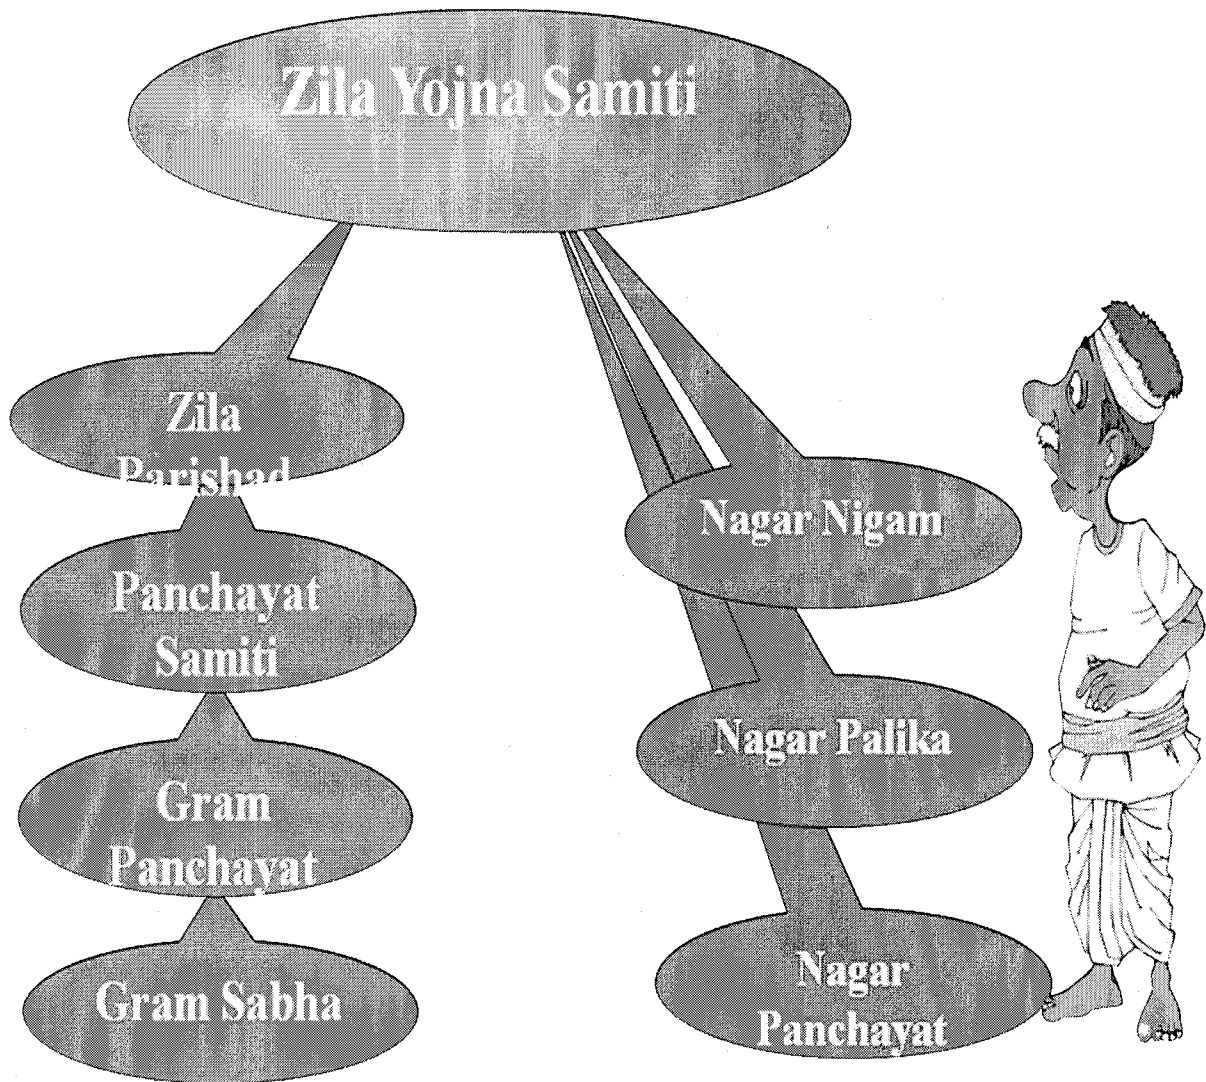 Zila Yojna Samiti
Zila
Parishad
Panchayat
Samiti
Gram
Panchayat
Gram Sabha
Nagar Nigam
Nagar Palika
Nagar
Panchayat